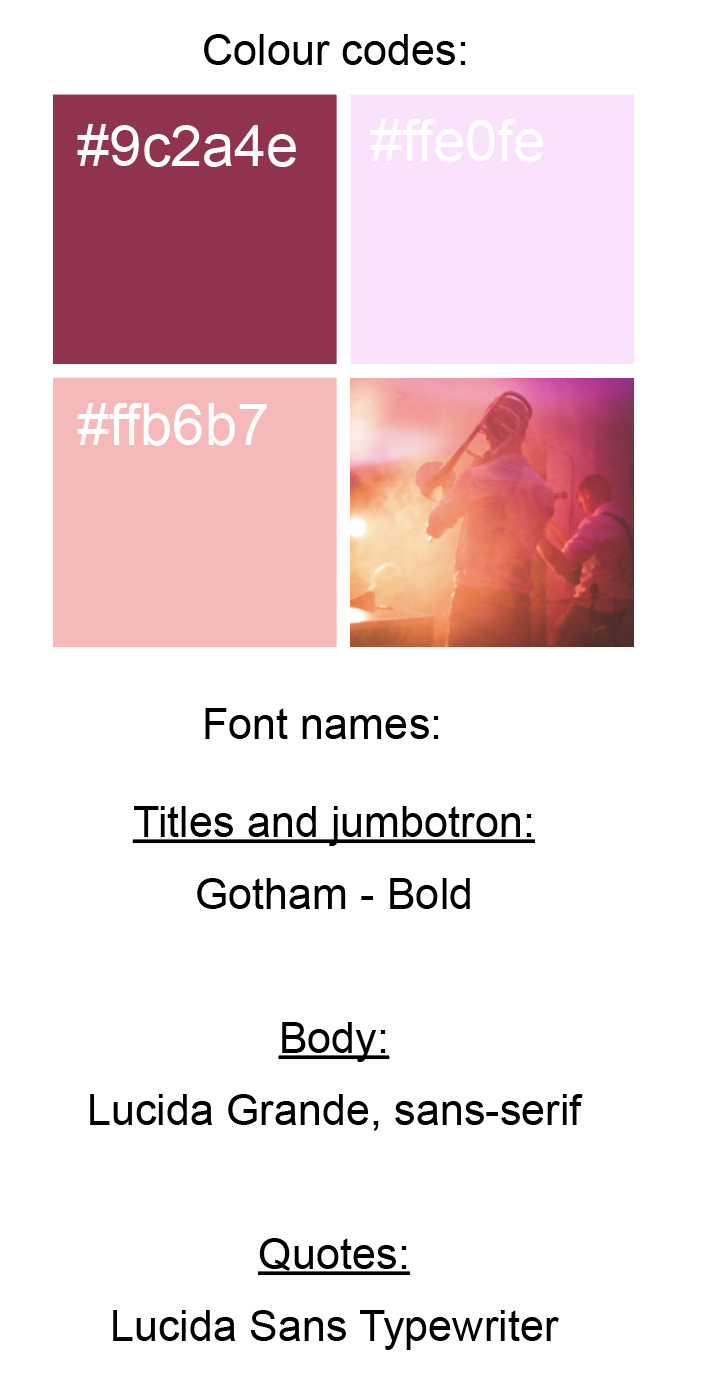 Colour codes:
#9c2a4e
#ffe0fe
#ffb6b7
Font names:
Titles and jumbotron:
Gotham - Bold
Body:
Lucida Grande, sans-serif
Quotes:
Lucida Sans Typewriter